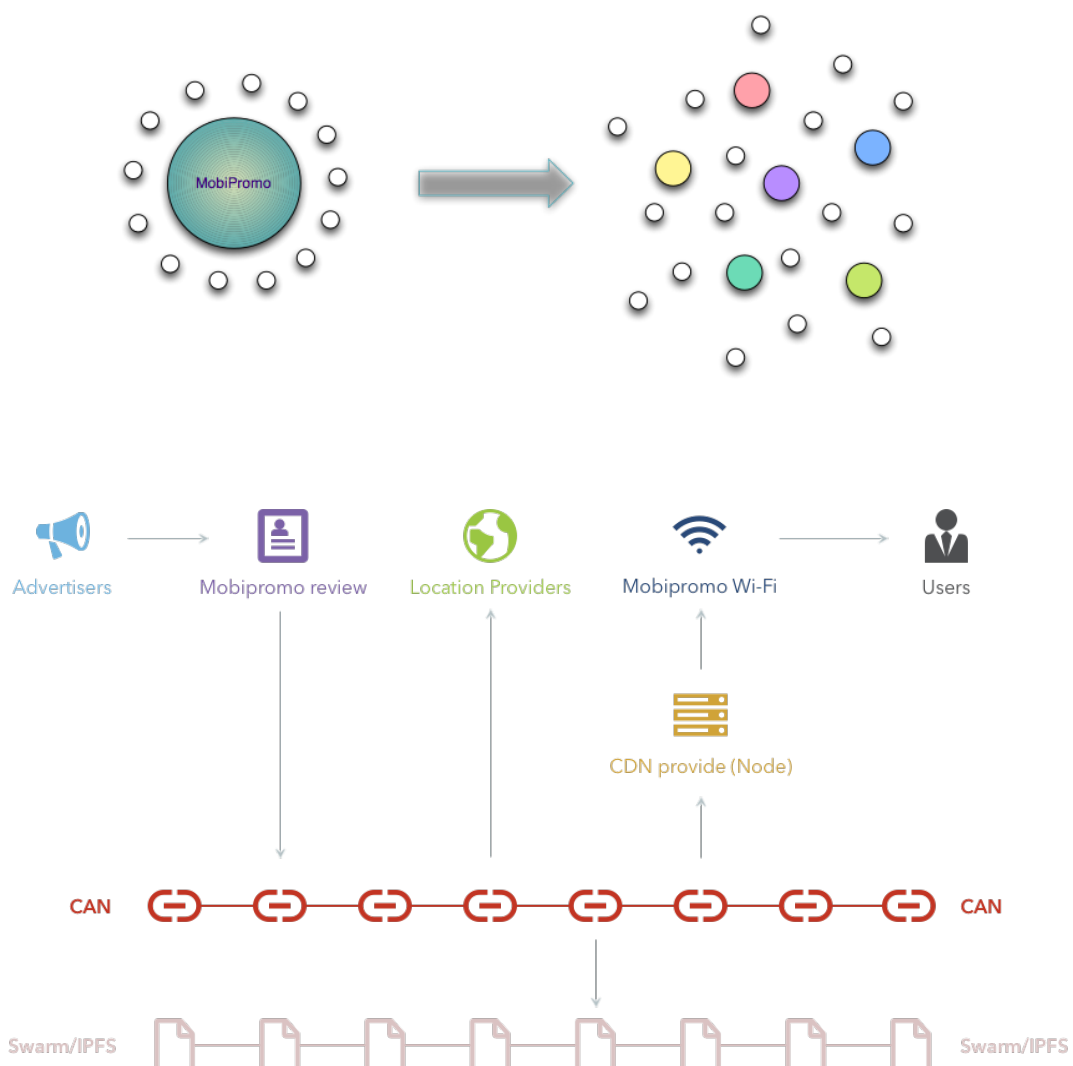 MobiPromo
Advertisers
Mobipromo review
Location Providers
Mobipromo Wi-Fi
Users
CDN provide (Node)
CAN
CAN
Swarm/IPFS
Swarm/IPFS